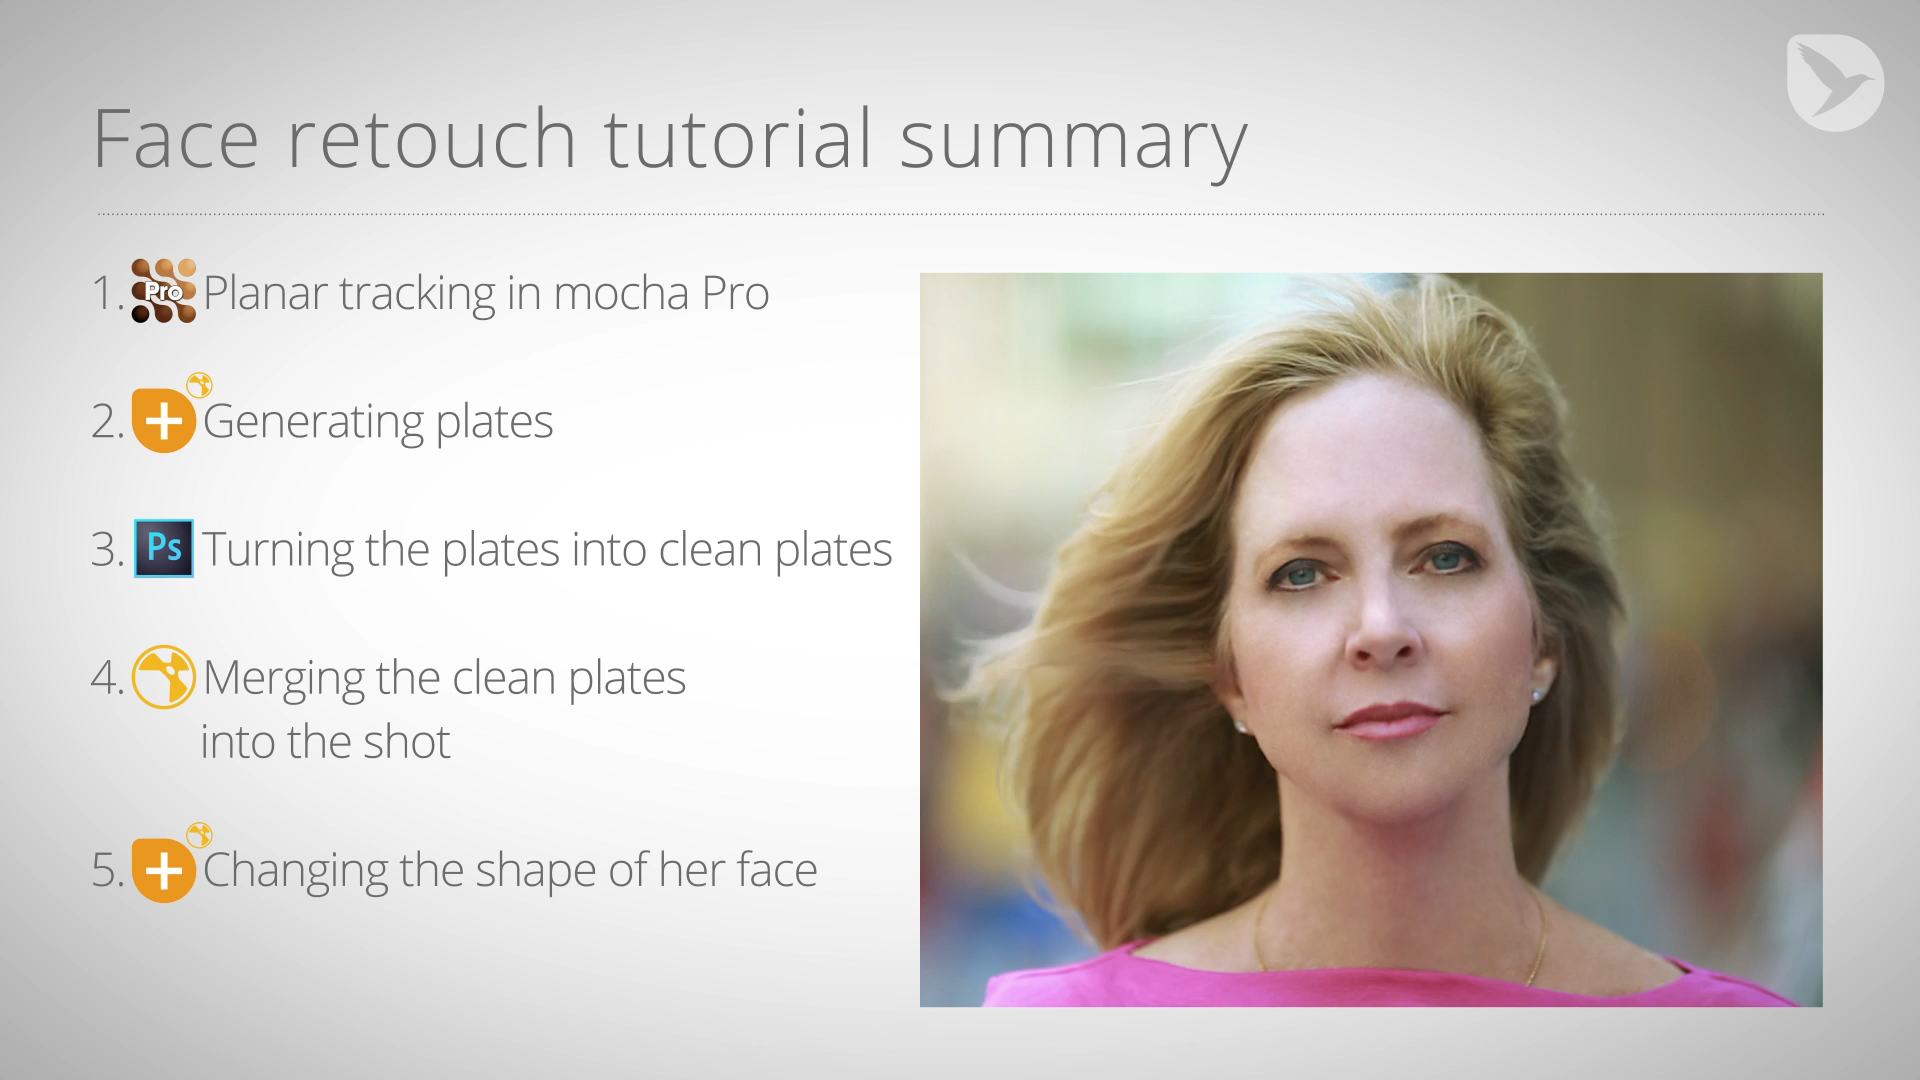 Face retouch tutorial summary
1. Pro Planar tracking in mocha Pro
2. Generating plates
3. Ps Turning the plates into clean plates
4. Merging the clean plates
into the shot
5. Changing the shape of her face